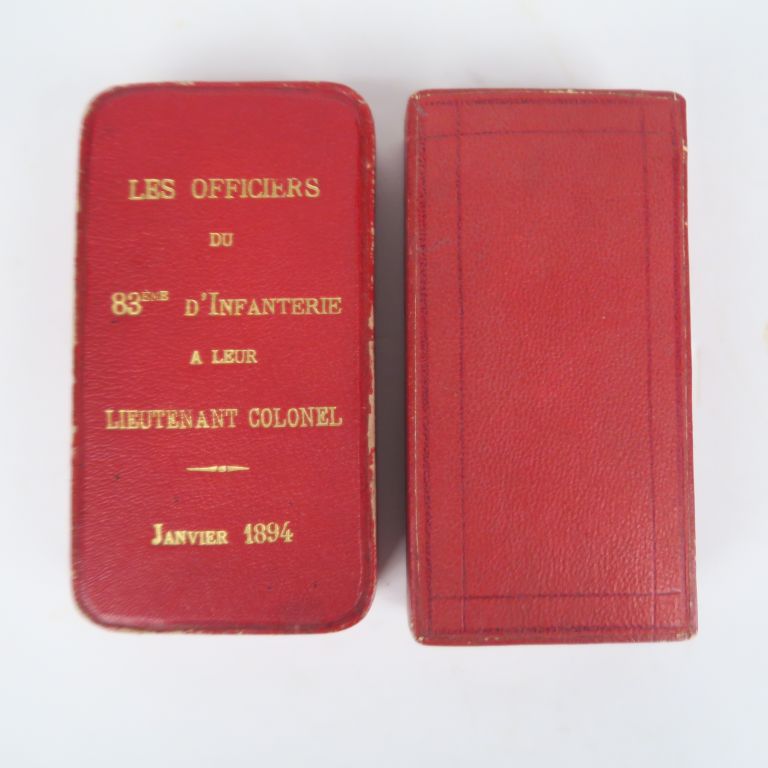 LES OFFICIERS
DU
83ÈME D'INFANTERIE
A LEUR
LIEUTENANT COLONEL
JANVIER 1894